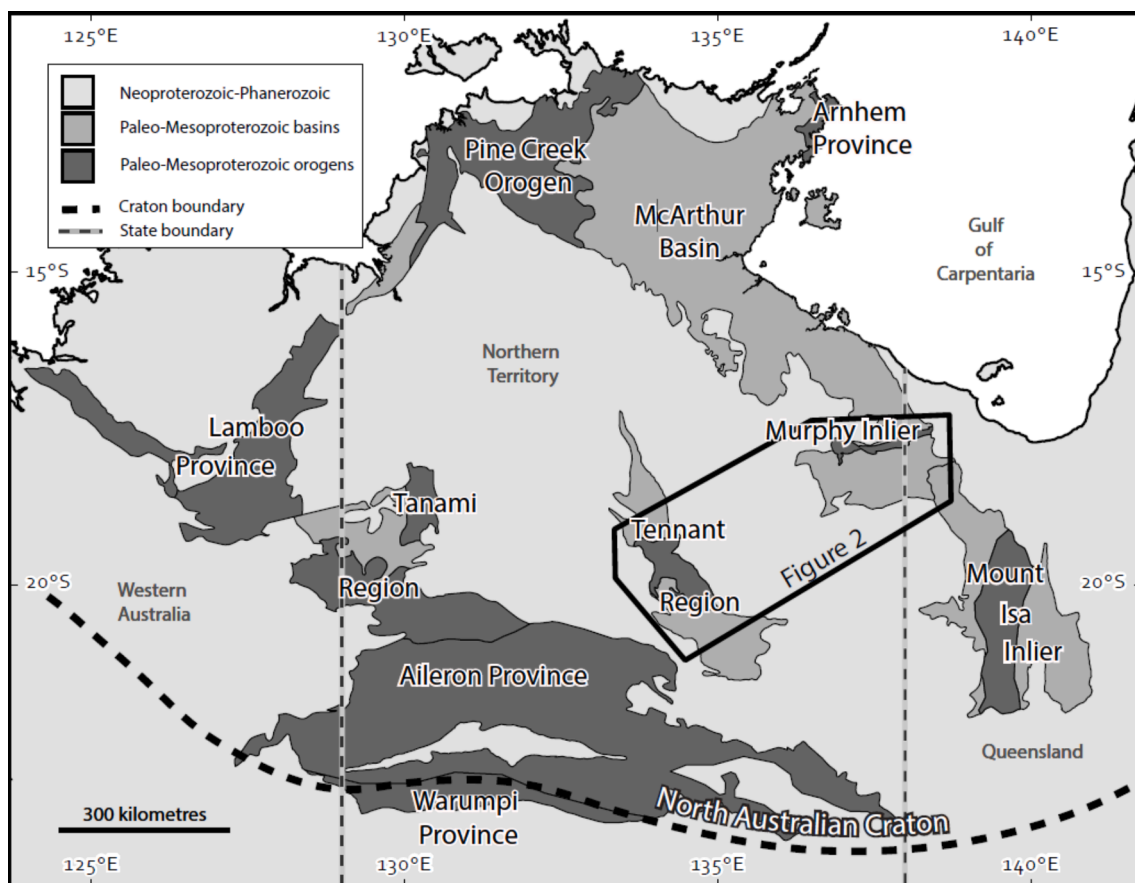 125°E
130°E
135°E
140°E
Neoproterozoic-Phanerozoic
Paleo-Mesoproterozoic basins
Paleo-Mesoproterozoic orogens
Craton boundary
State boundary
Arnhem
Province
Pine Creek
Orogen
McArthur
Basin
Gulf
of
Carpentaria
15°S
15°S
Northern
Territory
Lamboo
Province
Murphy Inlier
Tanami
Region
Tennant
Region
Figure 2
Mount
Isa
Inlier
20°S
20°S
Western
Australia
Aileron Province
Queensland
Warumpi
Province
North Australian Craton
300 kilometres
125°E
130°E
135°E
140°E